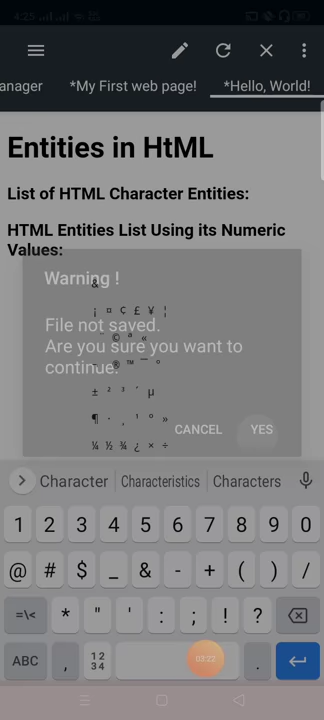 4:25
anager *My First web page! *Hello, World!
Entities in HtML
List of HTML Character Entities:
HTML Entities List Using its Numeric
Values:
Warning !
&
¡ ¤ ¢ £ ¥ ¦
File not saved.
© ª «
Are you sure you want to
® ™ ¯ °
continue.
± ² ³ ´ µ
¶ · ¸ ¹ º »
CANCEL YES
¼ ½ ¾ ¿ × ÷
Character Characteristics Characters
1 2 3 4 5 6 7 8 9 0
@ # $ _ & - + ( ) /
=\< * " ' : ; ! ?
ABC , 12 34 03:22 .